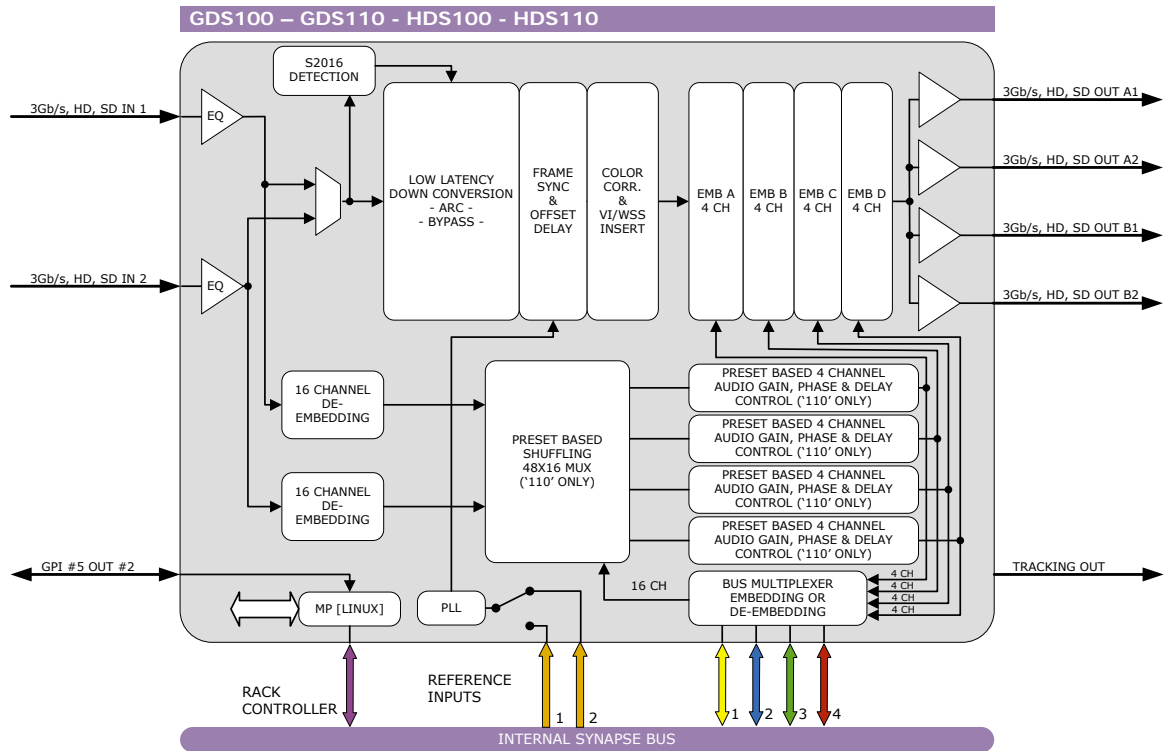 GDS100 – GDS110 - HDS100 - HDS110
S2016
DETECTION
3Gb/s, HD, SD IN 1
EQ
3Gb/s, HD, SD IN 2
EQ
LOW LATENCY
DOWN CONVERSION
- ARC -
- BYPASS -
FRAME
SYNC
&
OFFSET
DELAY
COLOR
CORR.
&
VI/WSS
INSERT
EMB A
4 CH
EMB B
4 CH
EMB C
4 CH
EMB D
4 CH
3Gb/s, HD, SD OUT A1
3Gb/s, HD, SD OUT A2
3Gb/s, HD, SD OUT B1
3Gb/s, HD, SD OUT B2
16 CHANNEL
DE-
EMBEDDING
16 CHANNEL
DE-
EMBEDDING
PRESET BASED
SHUFFLING
48X16 MUX
(‘110’ ONLY)
PRESET BASED 4 CHANNEL
AUDIO GAIN, PHASE & DELAY
CONTROL (‘110’ ONLY)
PRESET BASED 4 CHANNEL
AUDIO GAIN, PHASE & DELAY
CONTROL (‘110’ ONLY)
PRESET BASED 4 CHANNEL
AUDIO GAIN, PHASE & DELAY
CONTROL (‘110’ ONLY)
PRESET BASED 4 CHANNEL
AUDIO GAIN, PHASE & DELAY
CONTROL (‘110’ ONLY)
GPI #5 OUT #2
TRACKING OUT
MP [LINUX]
PLL
16 CH
BUS MULTIPLEXER
EMBEDDING OR
DE-EMBEDDING
4 CH
4 CH
4 CH
4 CH
RACK
CONTROLLER
REFERENCE
INPUTS
1
2
1
2
3
4
INTERNAL SYNAPSE BUS